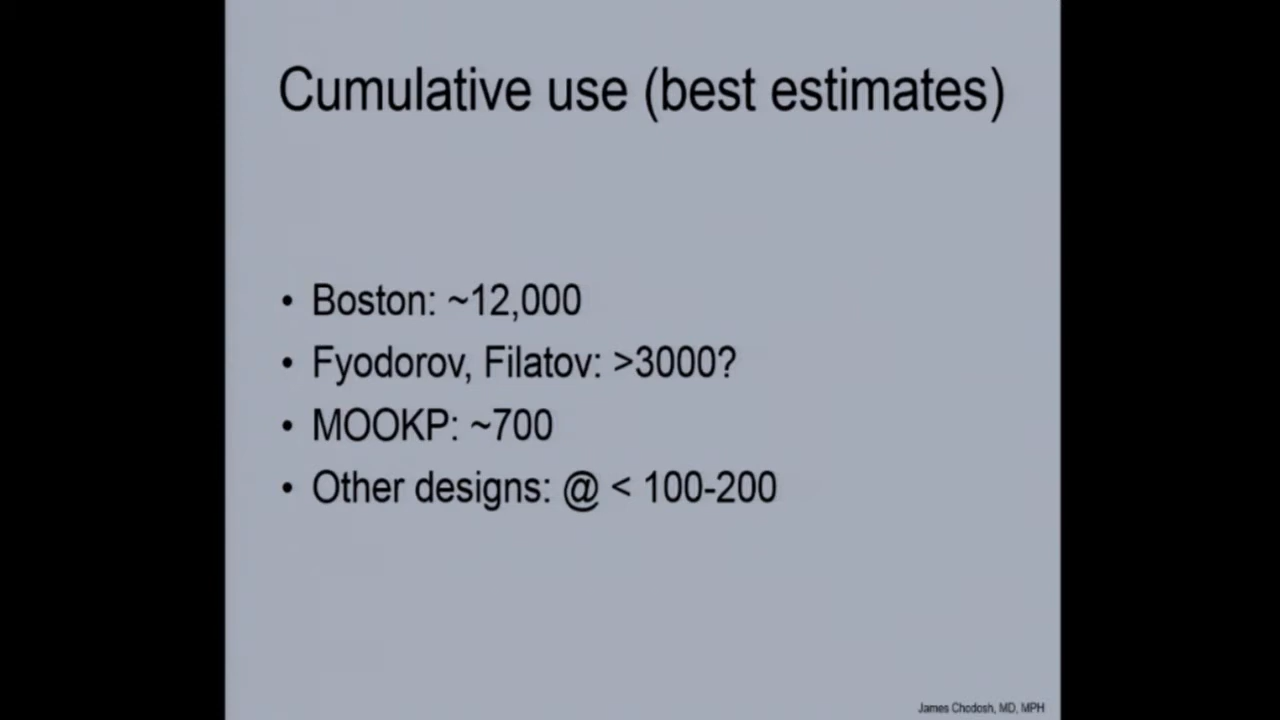 Cumulative use (best estimates)
• Boston: ~12,000
• Fyodorov, Filatov: >3000?
• MOOKP: ~700
• Other designs: @ < 100-200
James Chodosh, MD, MPH